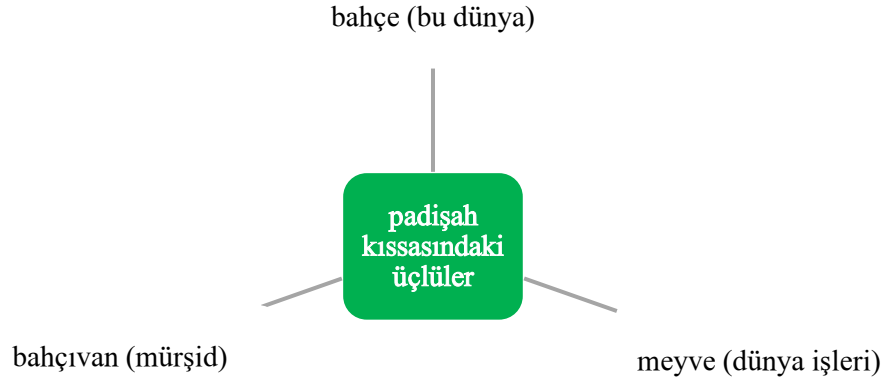 bahçe (bu dünya)
padişah
kıssasındaki
üçlüler
bahçıvan (mürşid)
meyve (dünya işleri)